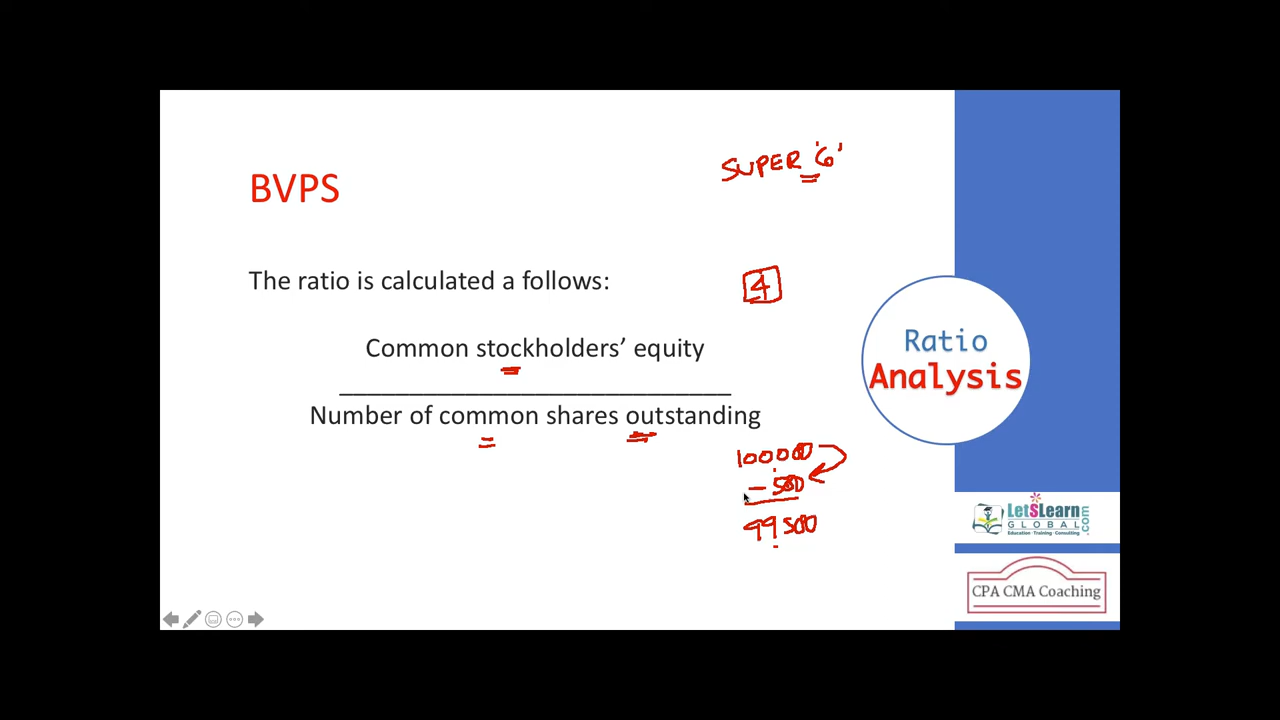 SUPER '6'
BVPS
The ratio is calculated a follows:
4
Common stockholders’ equity
Number of common shares outstanding
100000
- 500
99500
Ratio
Analysis
LetSLearn
GLOBAL
.com
Education • Training • Consulting
CPA CMA Coaching